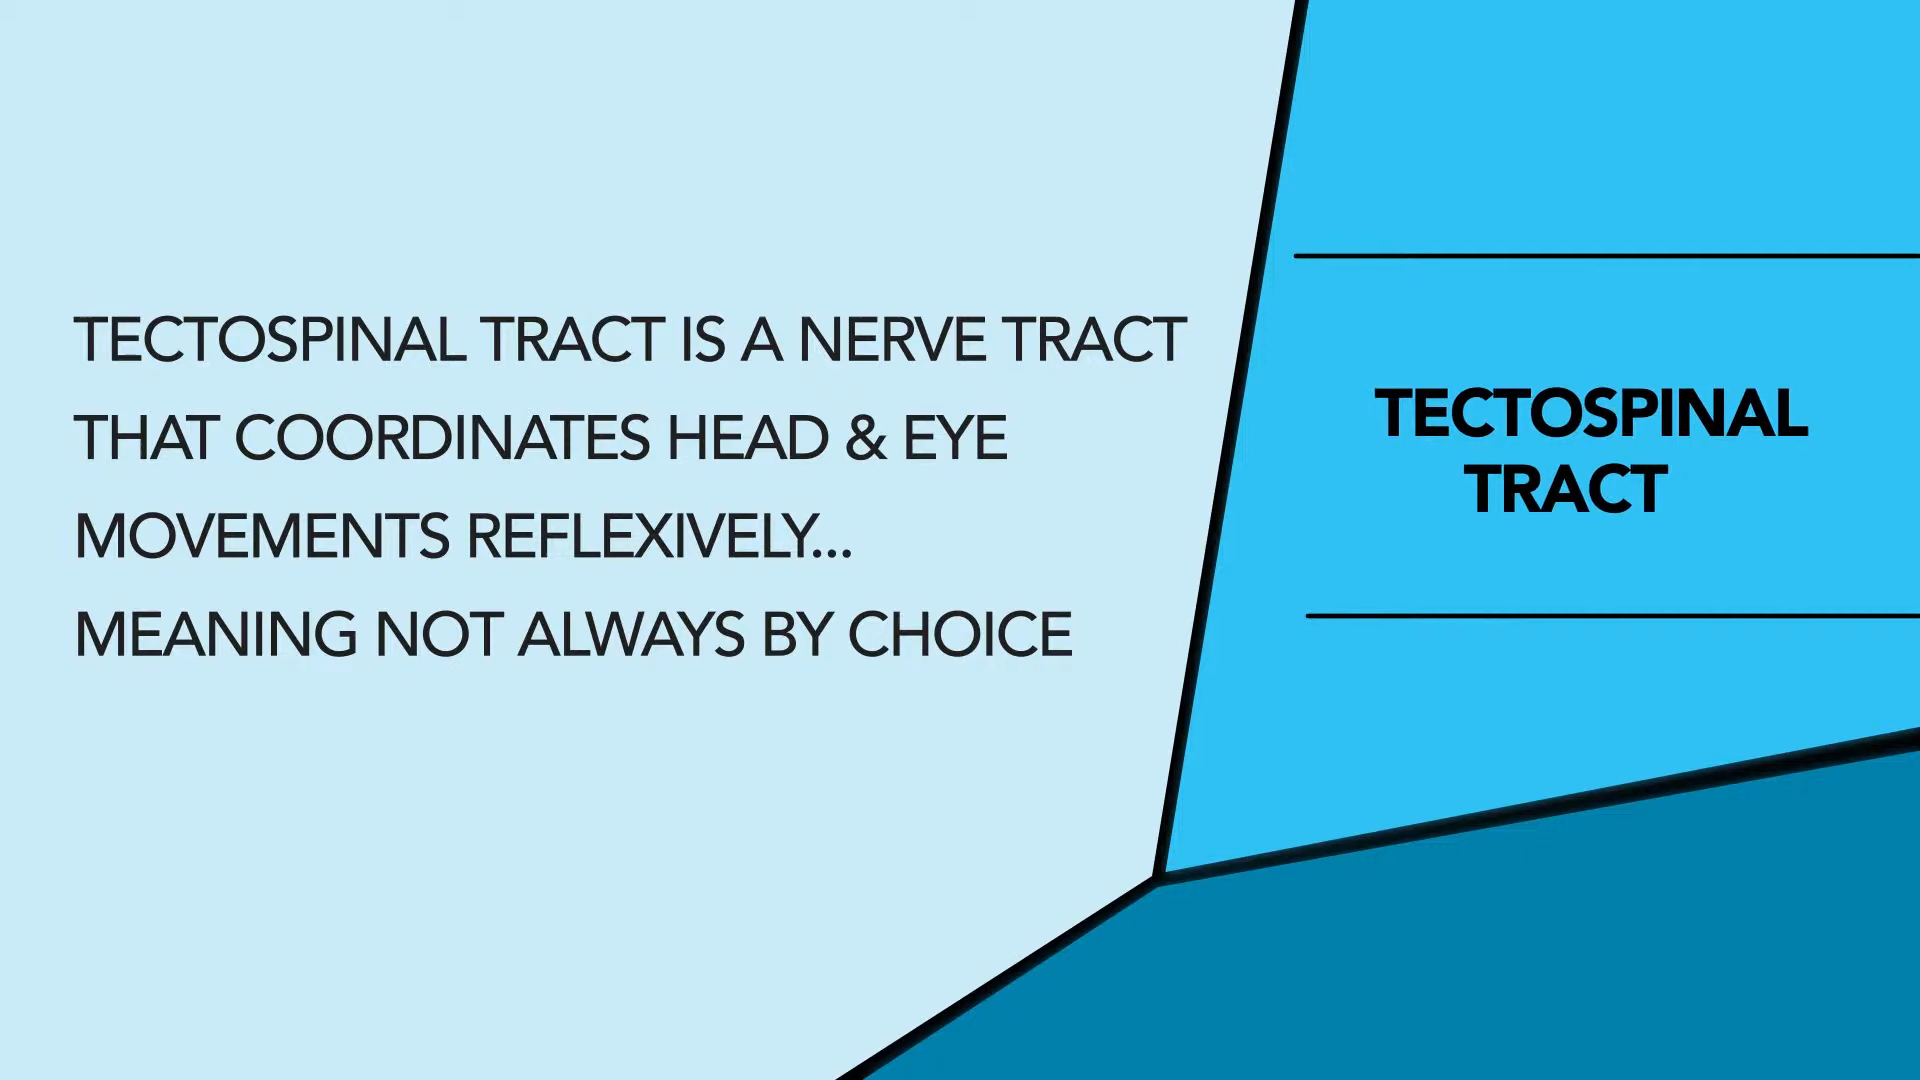 TECTOSPINAL TRACT IS A NERVE TRACT
THAT COORDINATES HEAD & EYE
MOVEMENTS REFLEXIVELY...
MEANING NOT ALWAYS BY CHOICE
TECTOSPINAL
TRACT